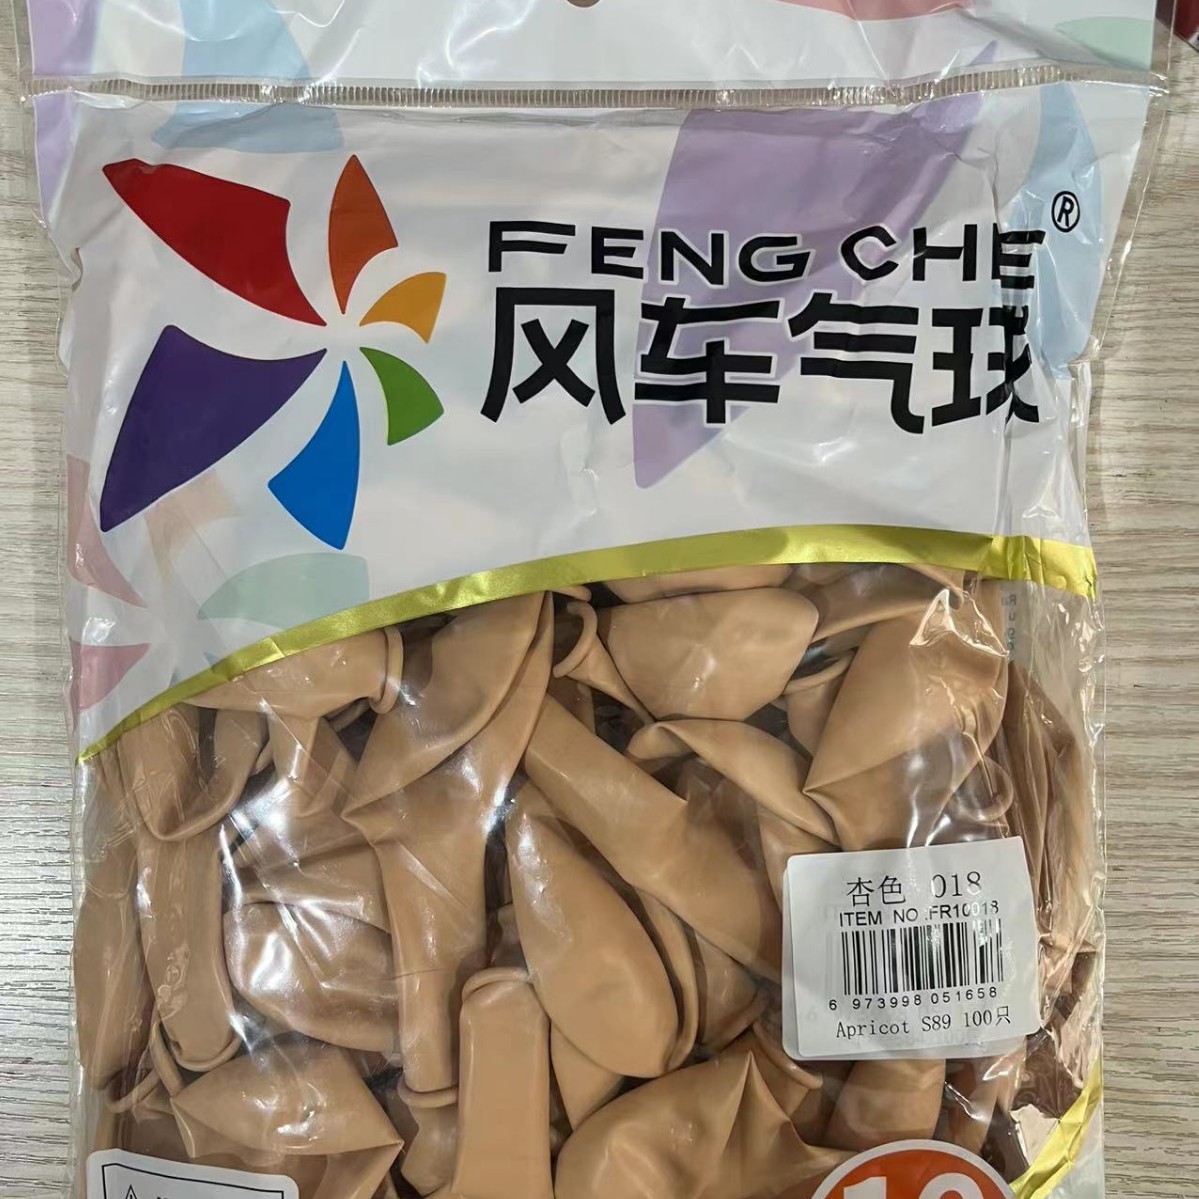 FENG CHE®
风车气球
杏色 018
ITEM NO.:FR10018
6 973998 051658
Apricot S89 100只
10